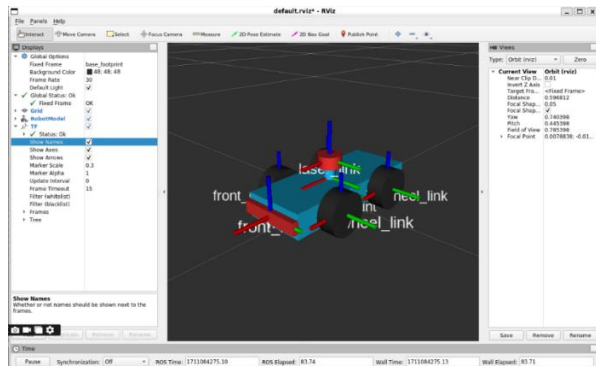 default.rviz* - RViz
File Panels Help
Interact Move Camera Select Focus Camera Measure 2D Pose Estimate 2D Nav Goal Publish Point
Displays
Global Options
Fixed Frame base_footprint
Background Color 48; 48; 48
Frame Rate 30
Default Light
Global Status: Ok
Fixed Frame OK
Grid
RobotModel
TF
Status: Ok
Show Names
Show Axes
Show Arrows
Marker Scale 0.3
Marker Alpha 1
Update Interval 0
Frame Timeout 15
Filter (whitelist)
Filter (blacklist)
Frames
Tree
Show Names
Whether or not names should be shown next to the
frames.
Remove Rename
front_ heel_link
front_ heel_link
Views
Type: Orbit (rviz) Zero
Current View Orbit (rviz)
Near Clip D... 0.01
Invert Z Axis
Target Fra... <Fixed Frame>
Distance 0.596812
Focal Shap... 0.05
Focal Shap...
Yaw 0.740398
Pitch 0.445398
Field of View 0.785398
Focal Point 0.0078838; -0.01...
Save Remove Rename
Time
Pause Synchronization: Off ROS Time: 1711084275.10 ROS Elapsed: 83.74 Wall Time: 1711084275.13 Wall Elapsed: 83.71